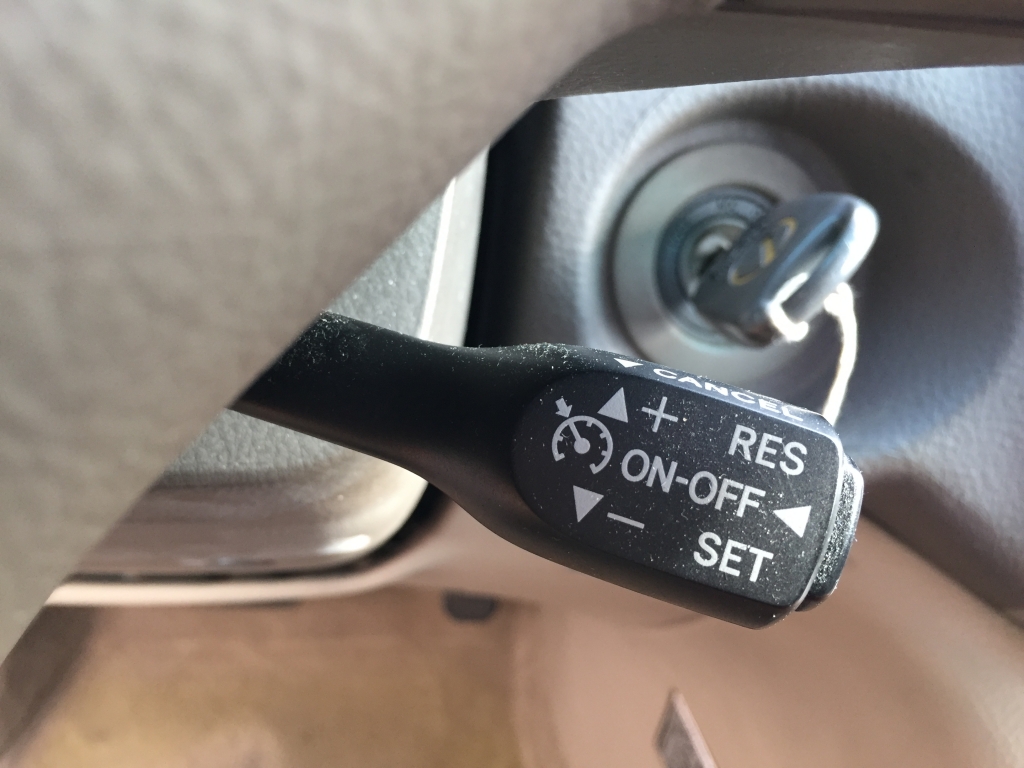 CANCEL
+ RES
ON-OFF
— SET